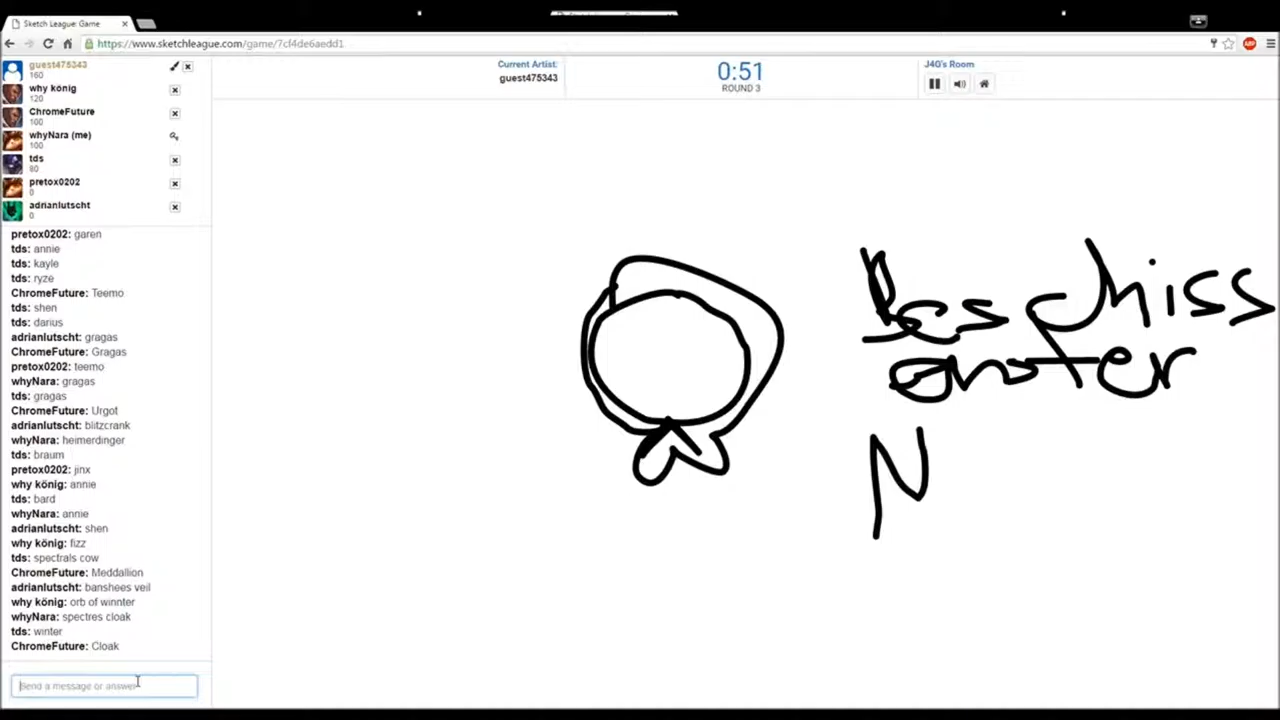 Sketch League: Game
https://www.sketchleague.com/game/7cf4de6aedd1
guest475343
160
why könig
120
ChromeFuture
100
whyNara (me)
100
tds
80
pretox0202
0
adrianlutscht
0
pretox0202: garen
tds: annie
tds: kayle
tds: ryze
ChromeFuture: Teemo
tds: shen
tds: darius
adrianlutscht: gragas
ChromeFuture: Gragas
pretox0202: teemo
whyNara: gragas
tds: gragas
ChromeFuture: Urgot
adrianlutscht: blitzcrank
whyNara: heimerdinger
tds: braum
pretox0202: jinx
why könig: annie
tds: bard
whyNara: annie
adrianlutscht: shen
why könig: fizz
tds: spectrals cow
ChromeFuture: Meddallion
adrianlutscht: banshees veil
why könig: orb of winnter
whyNara: spectres cloak
tds: winter
ChromeFuture: Cloak
Send a message or answer
Current Artist:
guest475343
0:51
ROUND 3
J4G's Room
ABP
Beschiss
N